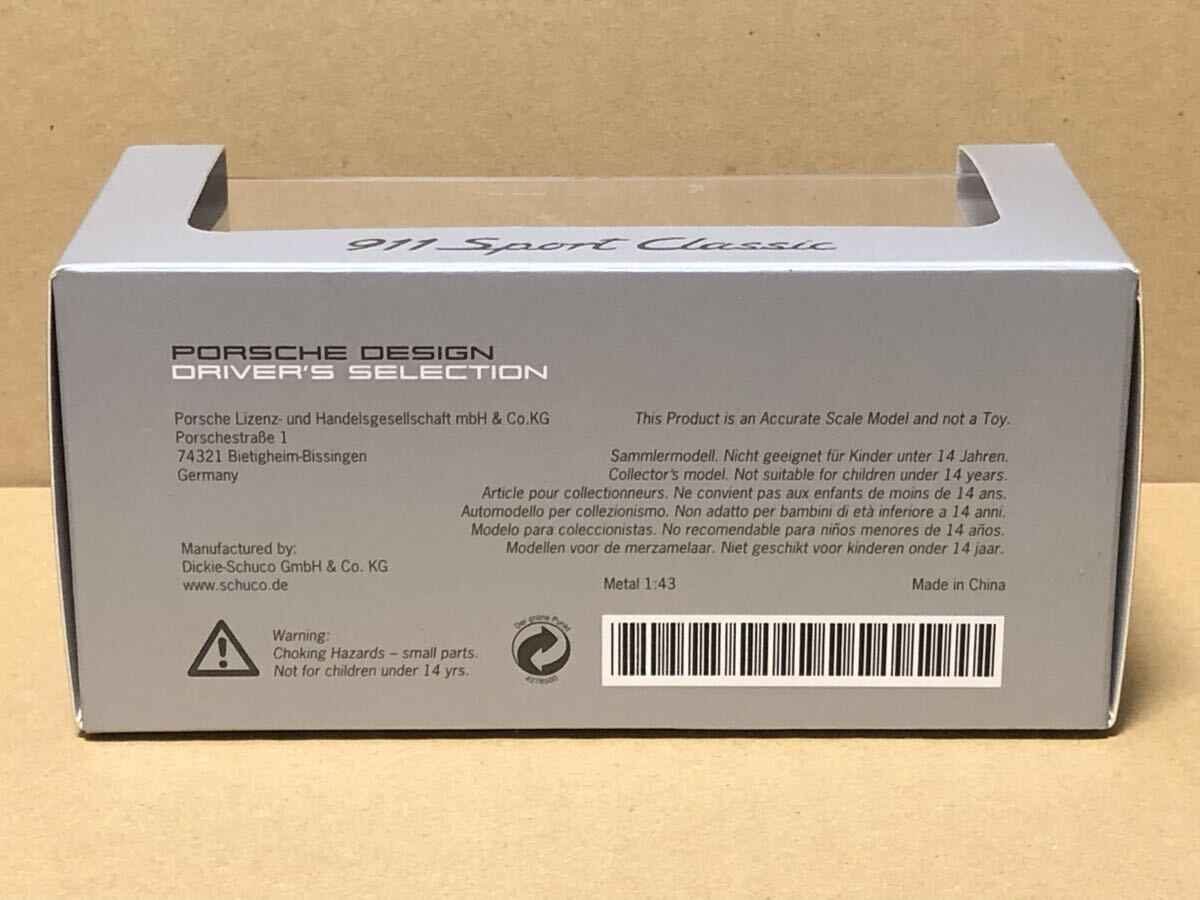 911 Sport Classic
PORSCHE DESIGN
DRIVER'S SELECTION
Porsche Lizenz- und Handelsgesellschaft mbH & Co.KG
Porschestraße 1
74321 Bietigheim-Bissingen
Germany
This Product is an Accurate Scale Model and not a Toy.
Sammlermodell. Nicht geeignet für Kinder unter 14 Jahren.
Collector's model. Not suitable for children under 14 years.
Article pour collectionneurs. Ne convient pas aux enfants de moins de 14 ans.
Automodello per collezionismo. Non adatto per bambini di età inferiore a 14 anni.
Modelo para coleccionistas. No recomendable para niños menores de 14 años.
Modellen voor de merzamelaar. Niet geschikt voor kinderen onder 14 jaar.
Manufactured by:
Dickie-Schuco GmbH & Co. KG
www.schuco.de
Metal 1:43
Made in China
Warning:
Choking Hazards – small parts.
Not for children under 14 yrs.
Der grüne Punkt
4278500